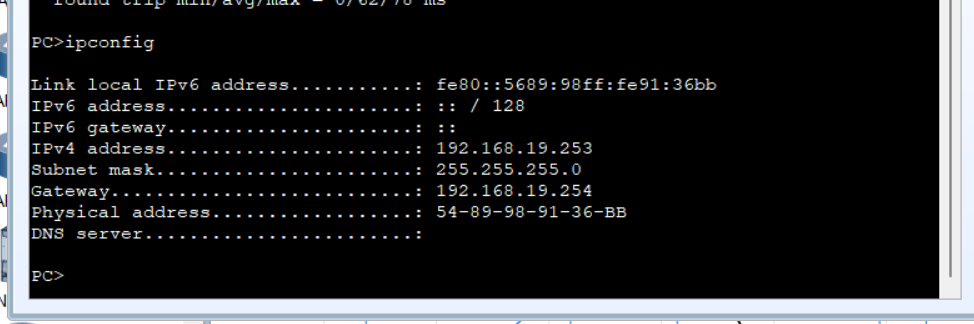 round trip min/avg/max = 0/62/78 ms
PC>ipconfig
Link local IPv6 address...........: fe80::5689:98ff:fe91:36bb
IPv6 address......................: :: / 128
IPv6 gateway......................: ::
IPv4 address......................: 192.168.19.253
Subnet mask.......................: 255.255.255.0
Gateway...........................: 192.168.19.254
Physical address..................: 54-89-98-91-36-BB
DNS server........................:
PC>